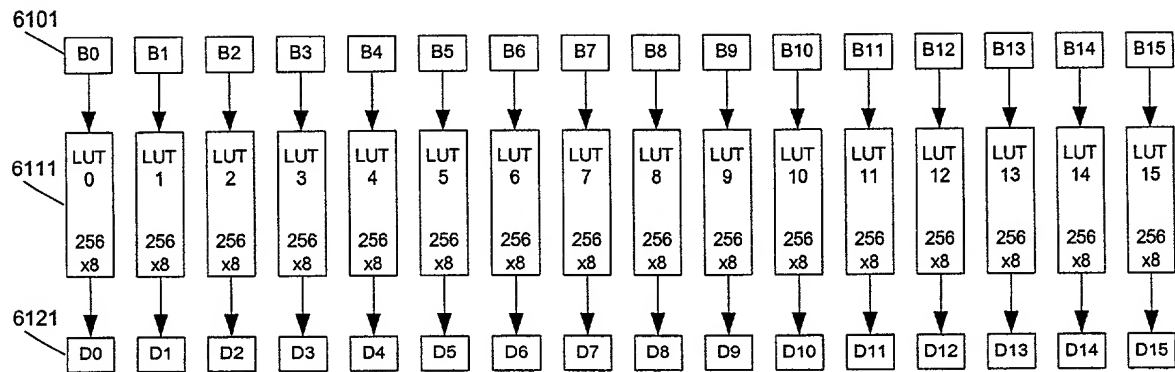 6101
B0 B1 B2 B3 B4 B5 B6 B7 B8 B9 B10 B11 B12 B13 B14 B15
6111
LUT LUT LUT LUT LUT LUT LUT LUT LUT LUT LUT LUT LUT LUT LUT LUT
0 1 2 3 4 5 6 7 8 9 10 11 12 13 14 15
256 256 256 256 256 256 256 256 256 256 256 256 256 256 256 256
x8 x8 x8 x8 x8 x8 x8 x8 x8 x8 x8 x8 x8 x8 x8 x8
6121
D0 D1 D2 D3 D4 D5 D6 D7 D8 D9 D10 D11 D12 D13 D14 D15